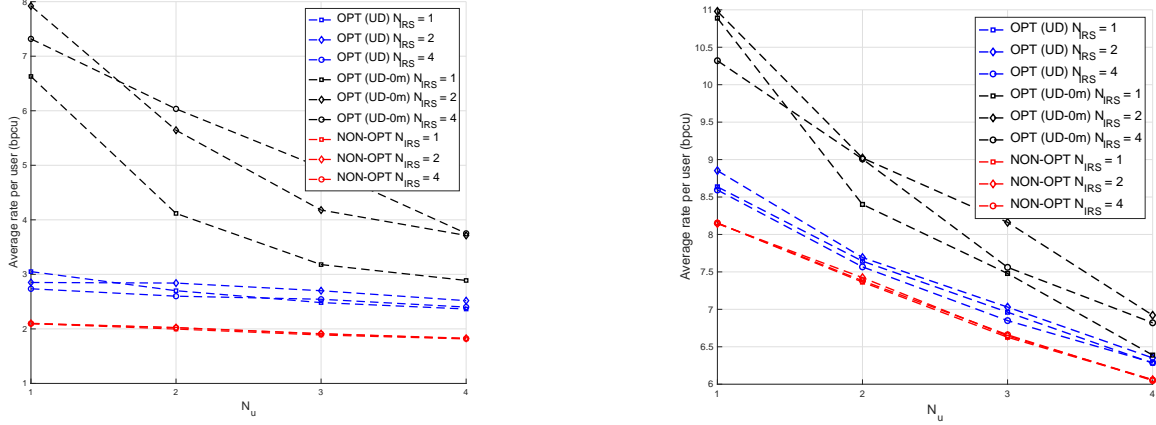 8
7
6
5
4
3
2
1
Average rate per user (bpcu)
1
2
3
4
N_u
OPT (UD) N_IRS = 1
OPT (UD) N_IRS = 2
OPT (UD) N_IRS = 4
OPT (UD-0m) N_IRS = 1
OPT (UD-0m) N_IRS = 2
OPT (UD-0m) N_IRS = 4
NON-OPT N_IRS = 1
NON-OPT N_IRS = 2
NON-OPT N_IRS = 4
11
10.5
10
9.5
9
8.5
8
7.5
7
6.5
6
Average rate per user (bpcu)
1
2
3
4
N_u
OPT (UD) N_IRS = 1
OPT (UD) N_IRS = 2
OPT (UD) N_IRS = 4
OPT (UD-0m) N_IRS = 1
OPT (UD-0m) N_IRS = 2
OPT (UD-0m) N_IRS = 4
NON-OPT N_IRS = 1
NON-OPT N_IRS = 2
NON-OPT N_IRS = 4